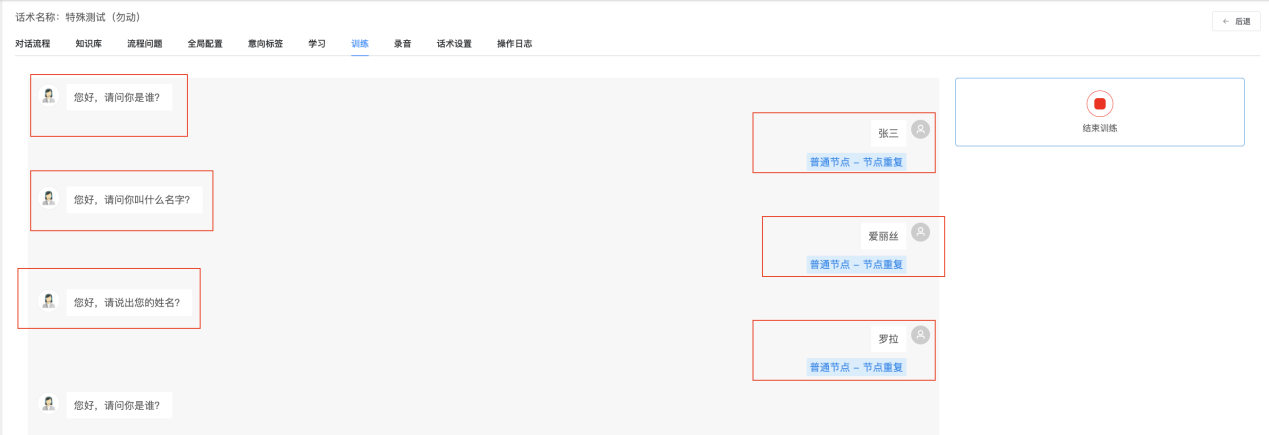 话术名称：特殊测试（勿动）
← 后退
对话流程 知识库 流程问题 全局配置 意向标签 学习 训练 录音 话术设置 操作日志
您好，请问你是谁?
结束训练
张三
普通节点 – 节点重复
您好，请问你叫什么名字?
爱丽丝
普通节点 – 节点重复
您好，请说出您的姓名?
罗拉
普通节点 – 节点重复
您好，请问你是谁?